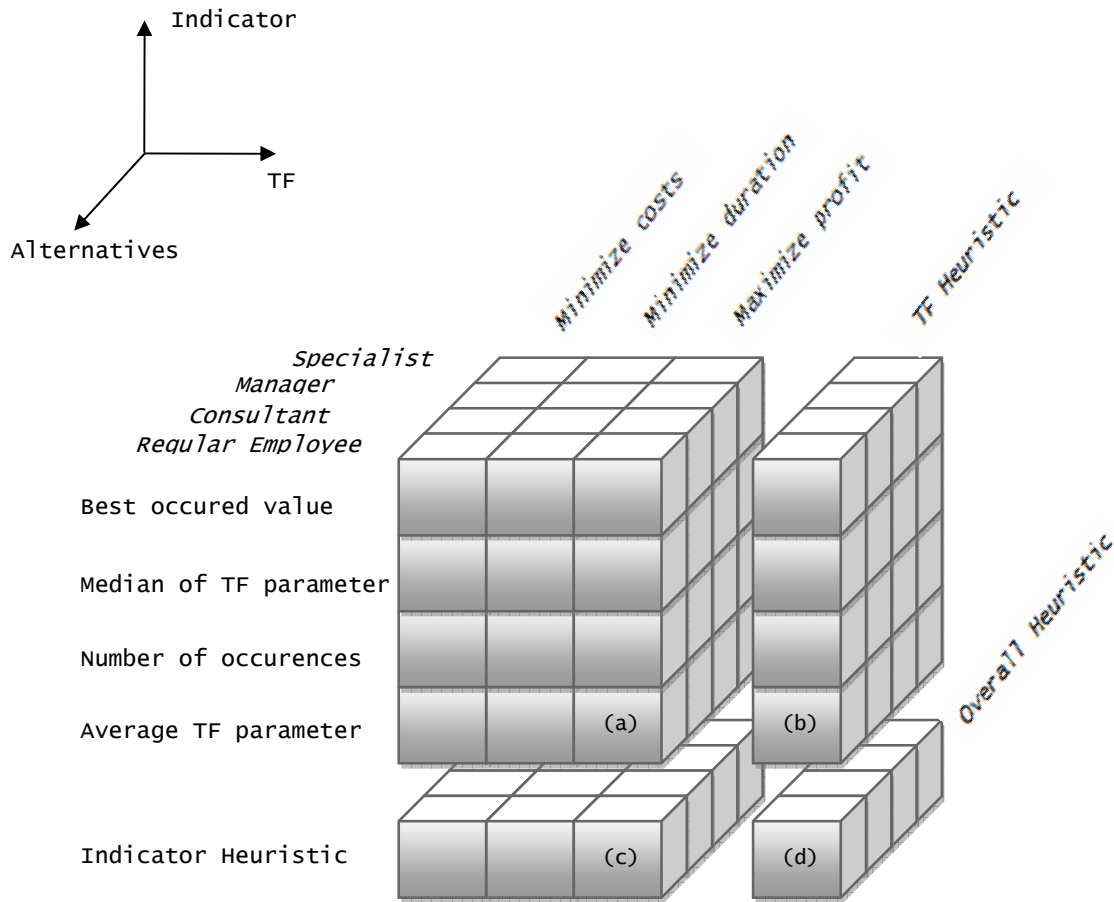 Indicator
TF
Alternatives
Minimize costs
Minimize duration
Maximize profit
TF Heuristic
Specialist
Manager
Consultant
Regular Employee
Best occured value
Median of TF parameter
Number of occurences
Average TF parameter
(a)
(b)
Overall Heuristic
Indicator Heuristic
(c)
(d)